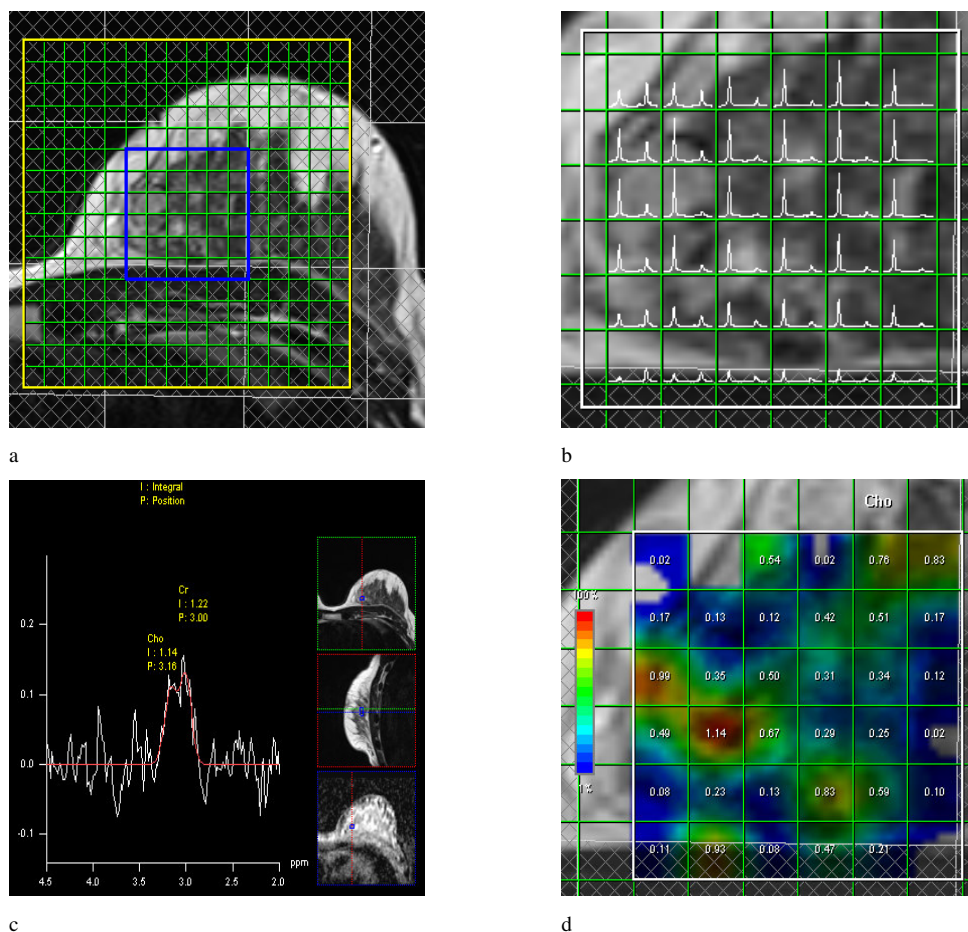 a
b
I : Integral
P: Position
Cr
I : 1.22
P: 3.00
Cho
I : 1.14
P: 3.16
0.2
0.1
0.0
-0.1
4.5 4.0 3.0 2.5 2.0
ppm
c
Cho
100 %
1 %
0.02 0.54 0.02 0.76 0.83
0.17 0.13 0.12 0.42 0.51 0.17
0.99 0.35 0.50 0.31 0.34 0.12
0.49 1.14 0.67 0.29 0.25 0.02
0.08 0.23 0.13 0.83 0.59 0.10
0.11 0.93 0.08 0.47 0.21
d